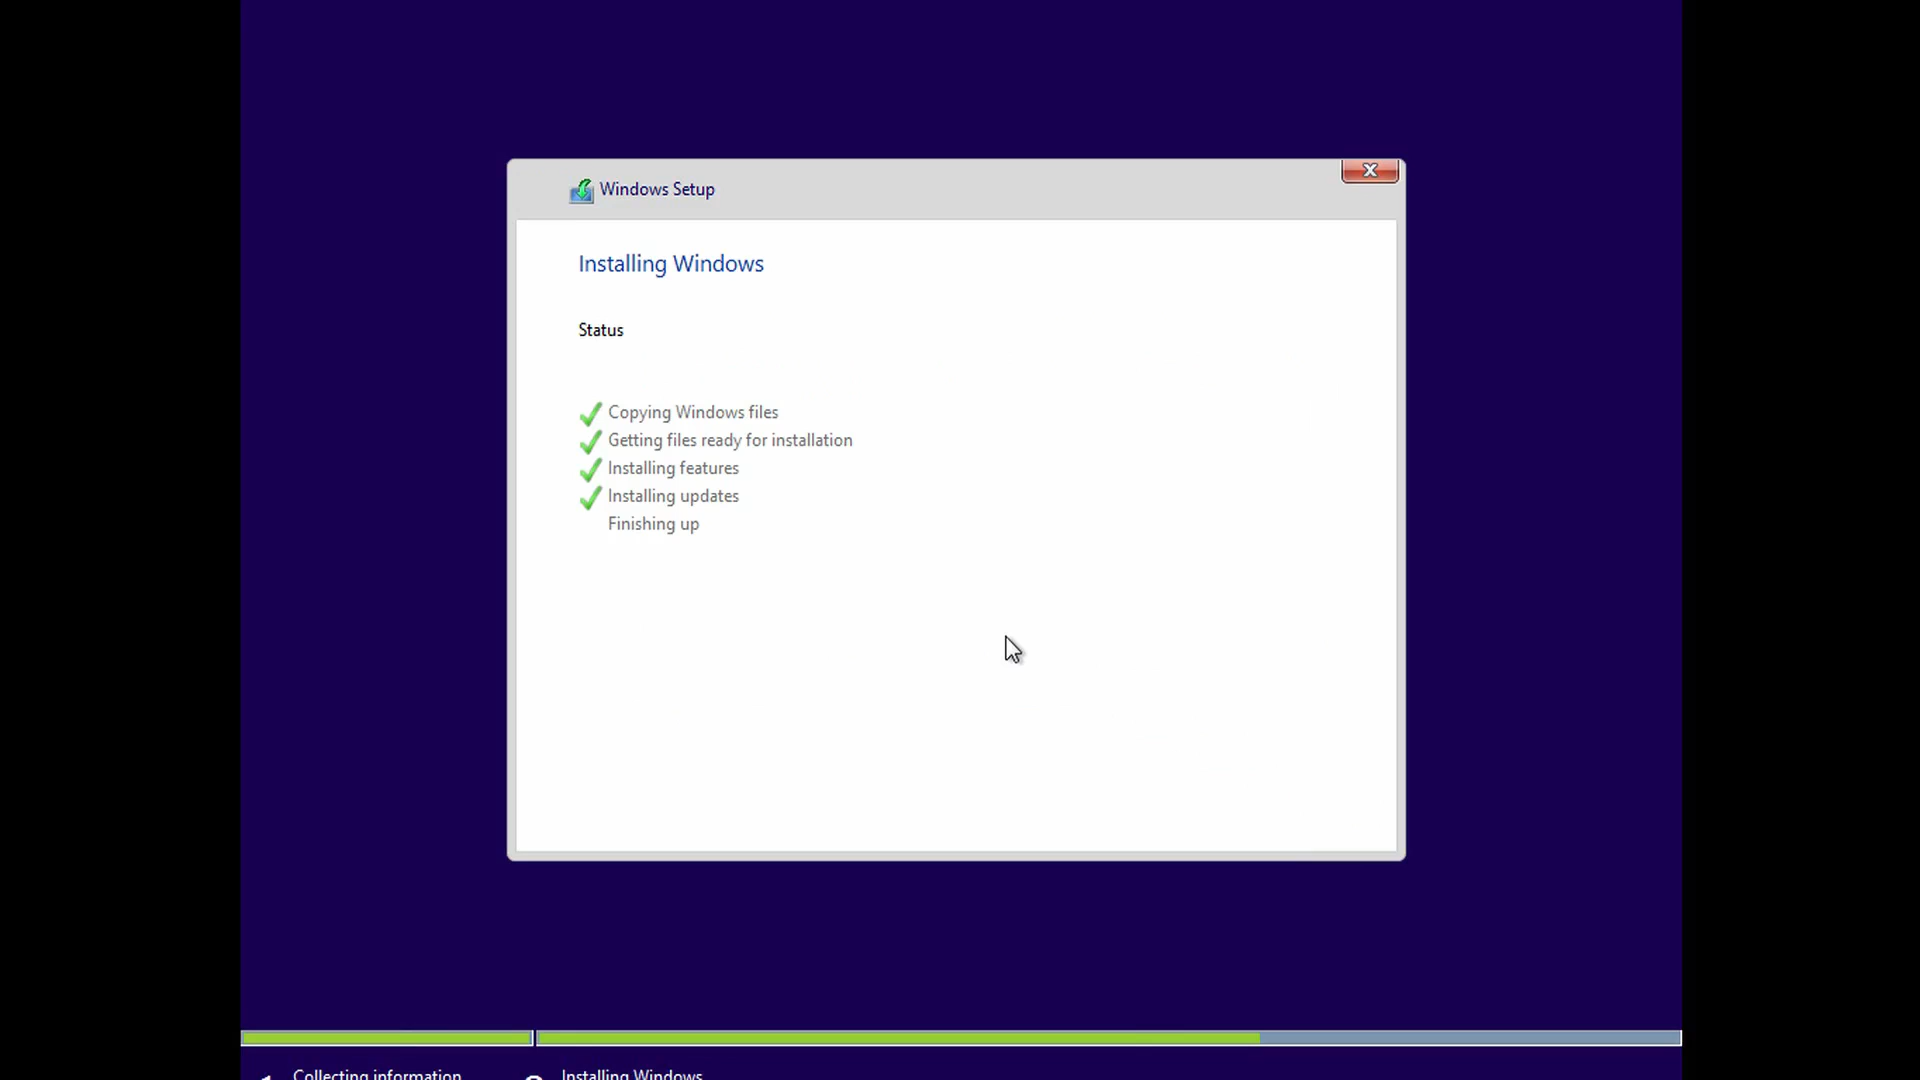 Windows Setup
Installing Windows
Status
Copying Windows files
Getting files ready for installation
Installing features
Installing updates
Finishing up
Collecting information
Installing Windows